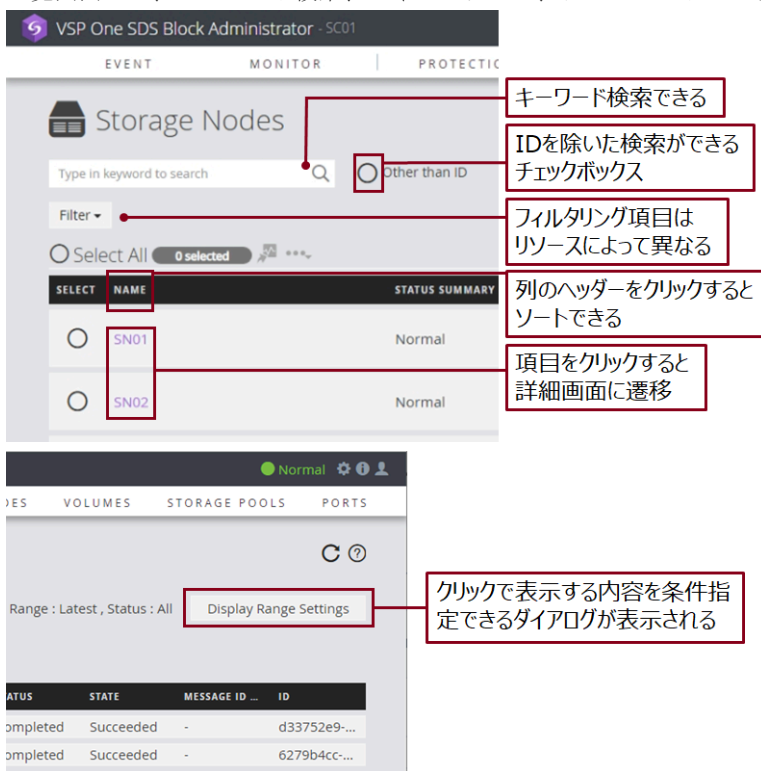 VSP One SDS Block Administrator - SC01
EVENT MONITOR PROTECTIO
キーワード検索できる
Storage Nodes
IDを除いた検索ができる
チェックボックス
Type in keyword to search
Other than ID
Filter
フィルタリング項目は
リソースによって異なる
Select All 0 selected
SELECT NAME STATUS SUMMARY
列のヘッダーをクリックすると
ソートできる
SN01 Normal
項目をクリックすると
詳細画面に遷移
SN02 Normal
Normal
DES VOLUMES STORAGE POOLS PORTS
Range : Latest , Status : All Display Range Settings
クリックで表示する内容を条件指
定できるダイアログが表示される
ATUS STATE MESSAGE ID ... ID
ompleted Succeeded - d33752e9-...
ompleted Succeeded - 6279b4cc-...